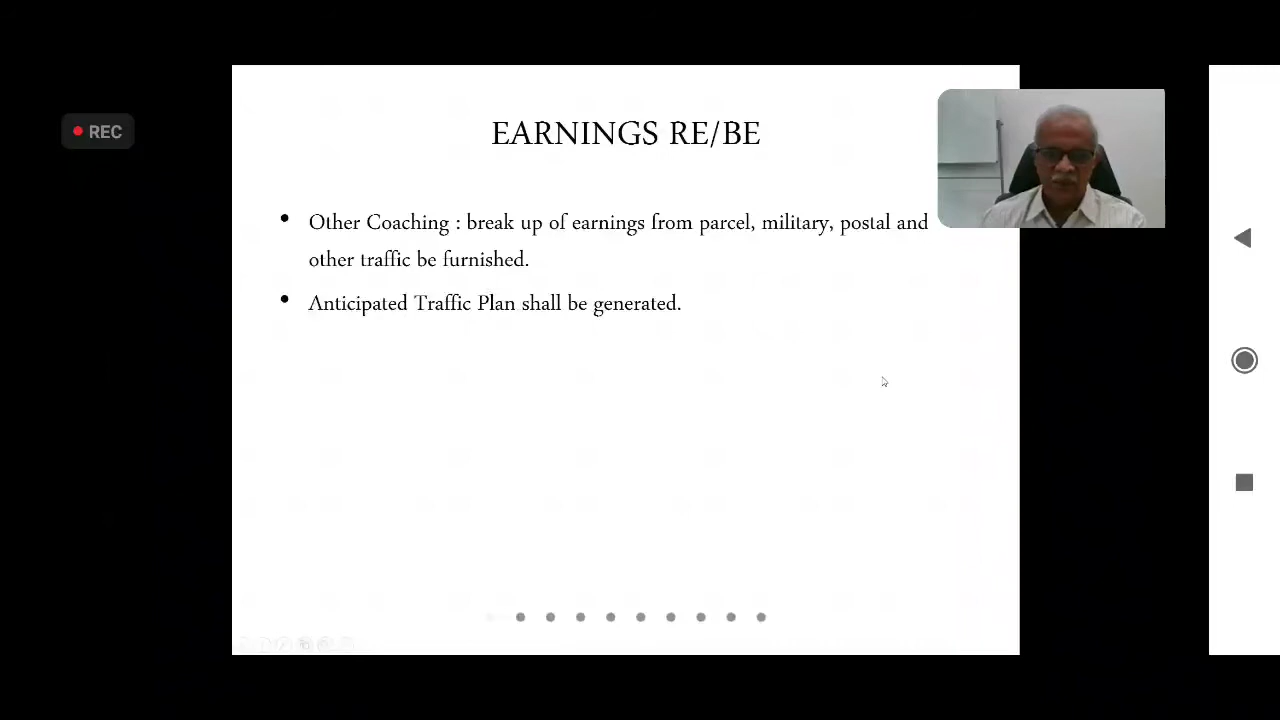 REC
EARNINGS RE/BE
• Other Coaching : break up of earnings from parcel, military, postal and
other traffic be furnished.
• Anticipated Traffic Plan shall be generated.